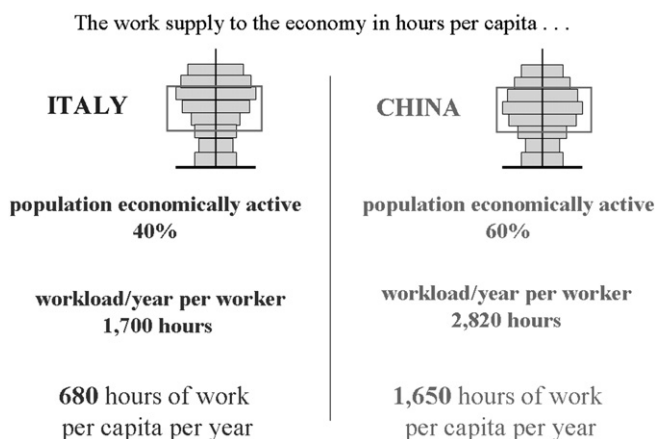 The work supply to the economy in hours per capita . . .
ITALY
population economically active
40%
workload/year per worker
1,700 hours
680 hours of work
per capita per year
CHINA
population economically active
60%
workload/year per worker
2,820 hours
1,650 hours of work
per capita per year